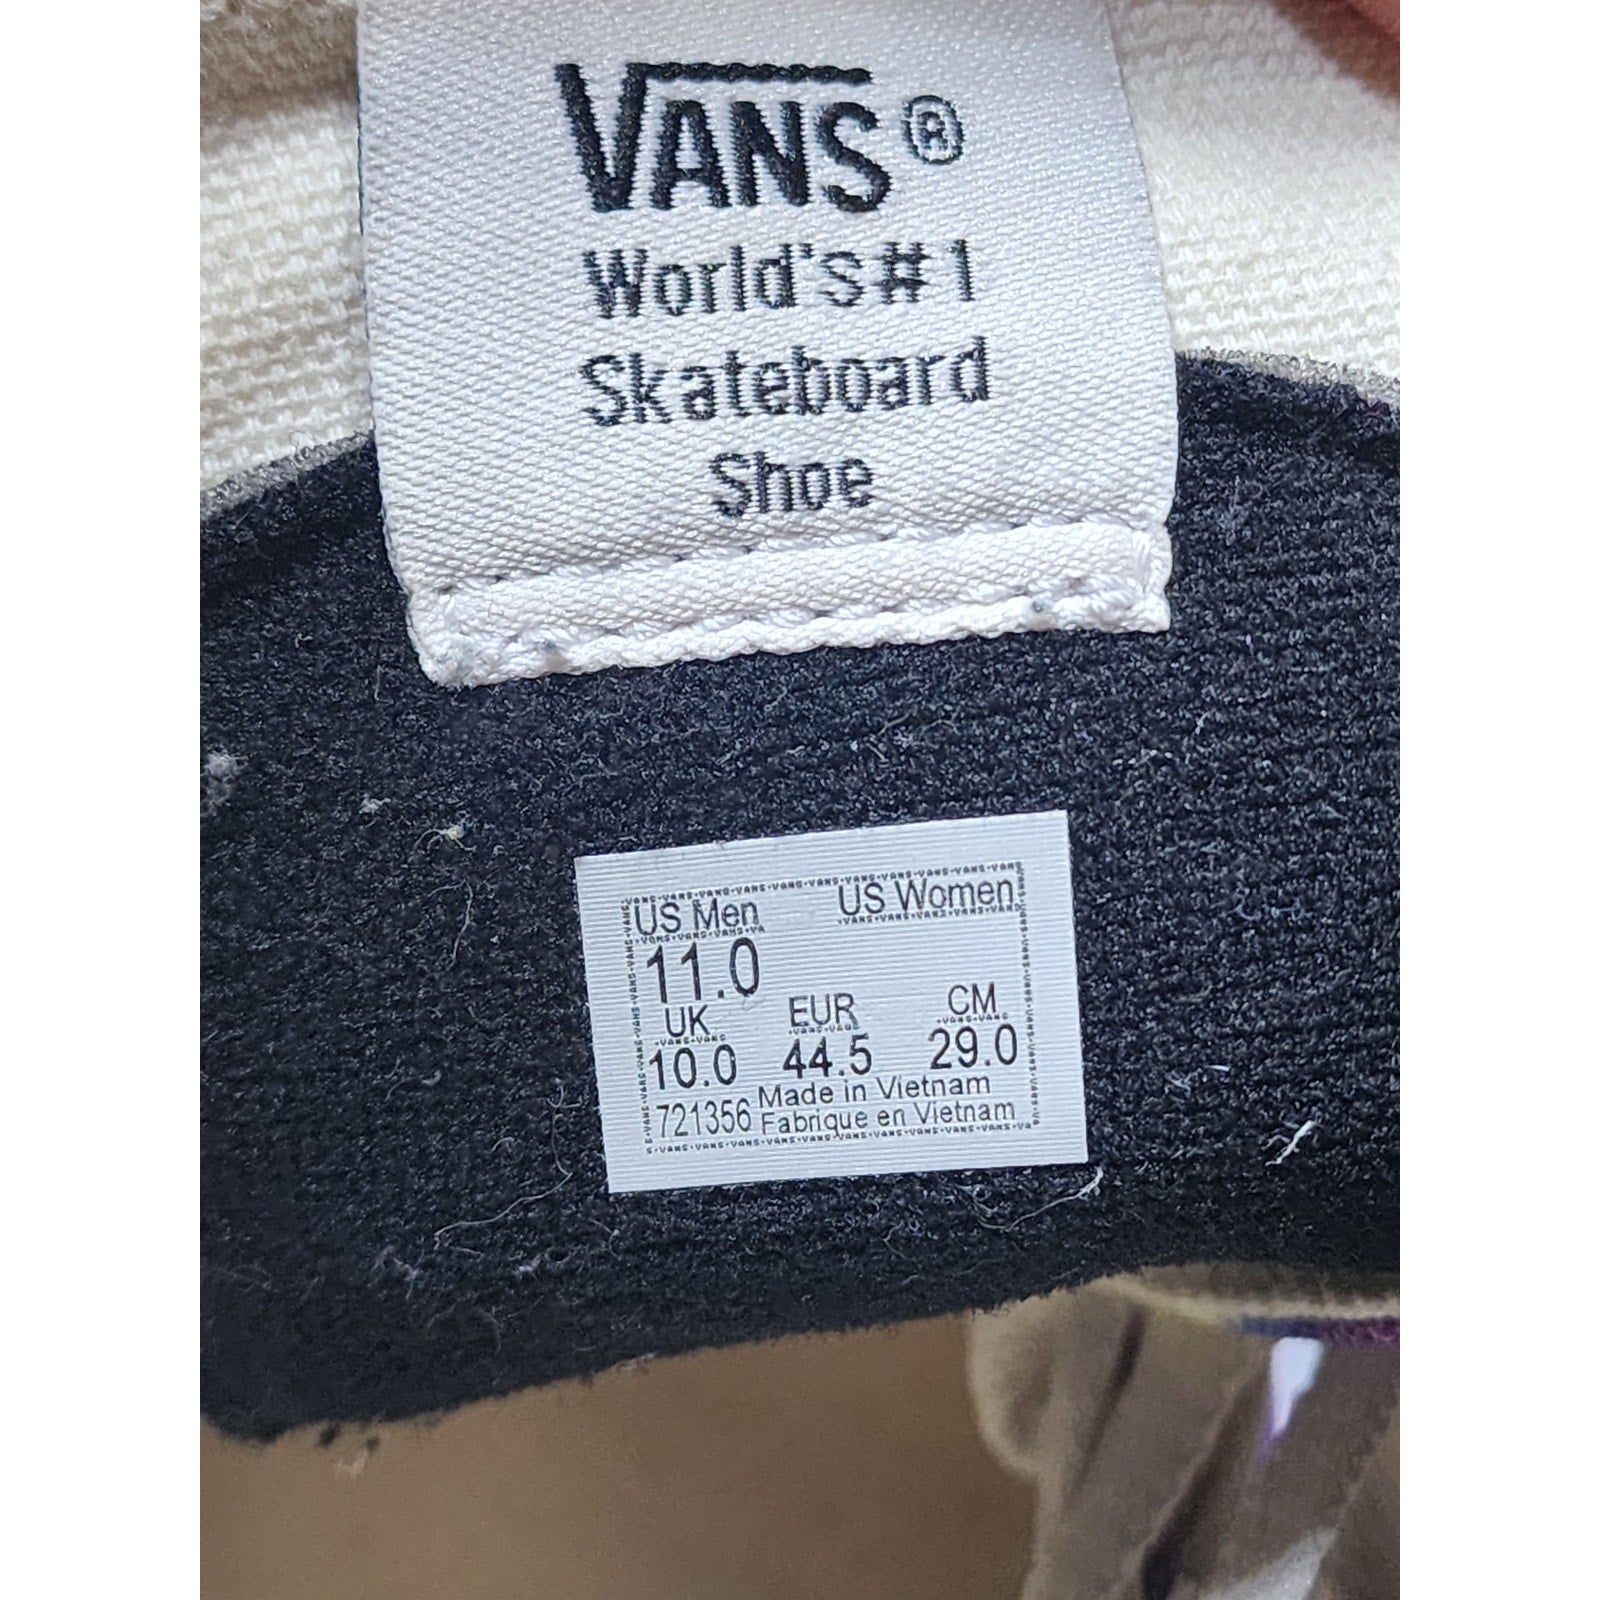 VANS®
World's #1
Skateboard
Shoe
US Men US Women
11.0
UK EUR CM
10.0 44.5 29.0
Made in Vietnam
721356 Fabrique en Vietnam